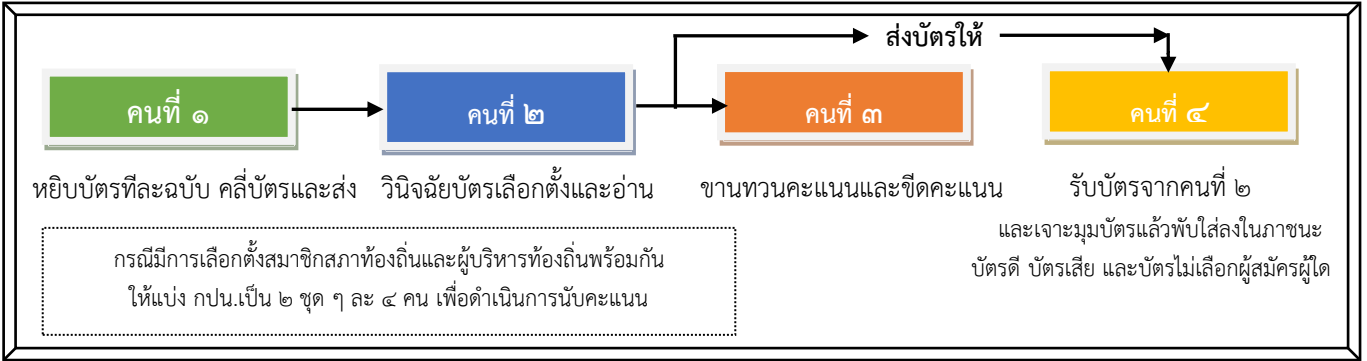 ส่งบัตรให้
คนที่ ๑
คนที่ ๒
คนที่ ๓
คนที่ ๔
หยิบบัตรทีละฉบับ คลี่บัตรและส่ง
วินิจฉัยบัตรเลือกตั้งและอ่าน
ขานทวนคะแนนและขีดคะแนน
รับบัตรจากคนที่ ๒
และเจาะมุมบัตรแล้วพับใส่ลงในภาชนะ
บัตรดี บัตรเสีย และบัตรไม่เลือกผู้สมัครผู้ใด
กรณีมีการเลือกตั้งสมาชิกสภาท้องถิ่นและผู้บริหารท้องถิ่นพร้อมกัน
ให้แบ่ง กปน.เป็น ๒ ชุด ๆ ละ ๔ คน เพื่อดำเนินการนับคะแนน